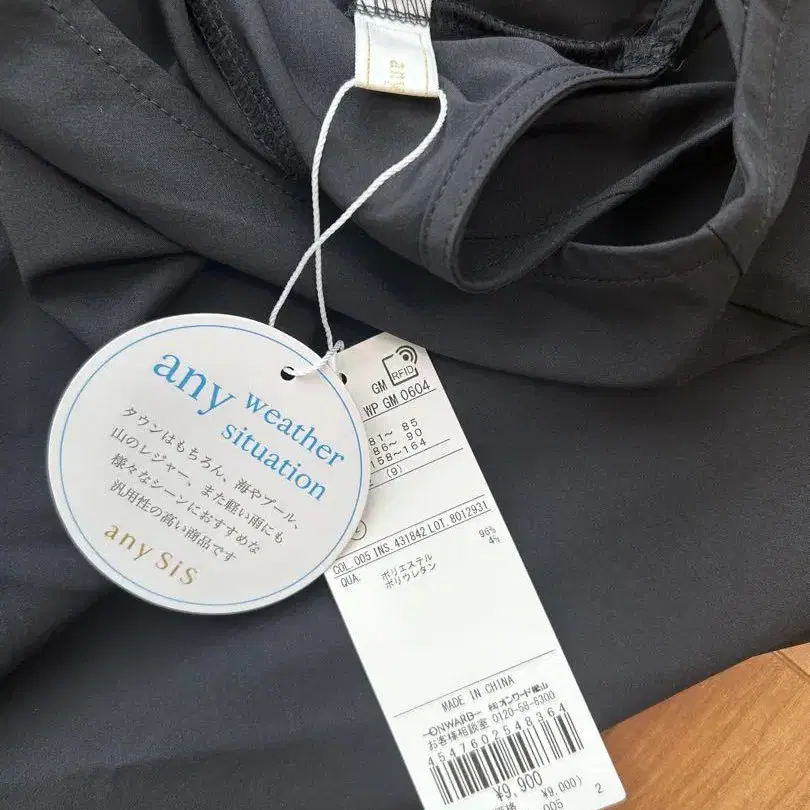 any
any weather
situation
タウンはもちろん、海やプール、
山のレジャー、また軽い雨にも
様々なシーンにおすすめな
汎用性の高い商品です
any SiS
GM
RFID
WP GM 0604
81~ 85
86~ 90
158~164
(9)
COL. 005 INS. 431842 LOT. 8012931
QUA. ポリエステル 96%
ポリウレタン 4%
MADE IN CHINA
ONWARD ㈱オンワード樫山
お客様相談室 0120-58-6300
4547602548364
¥9,900
価格 ¥9,000)
005 2